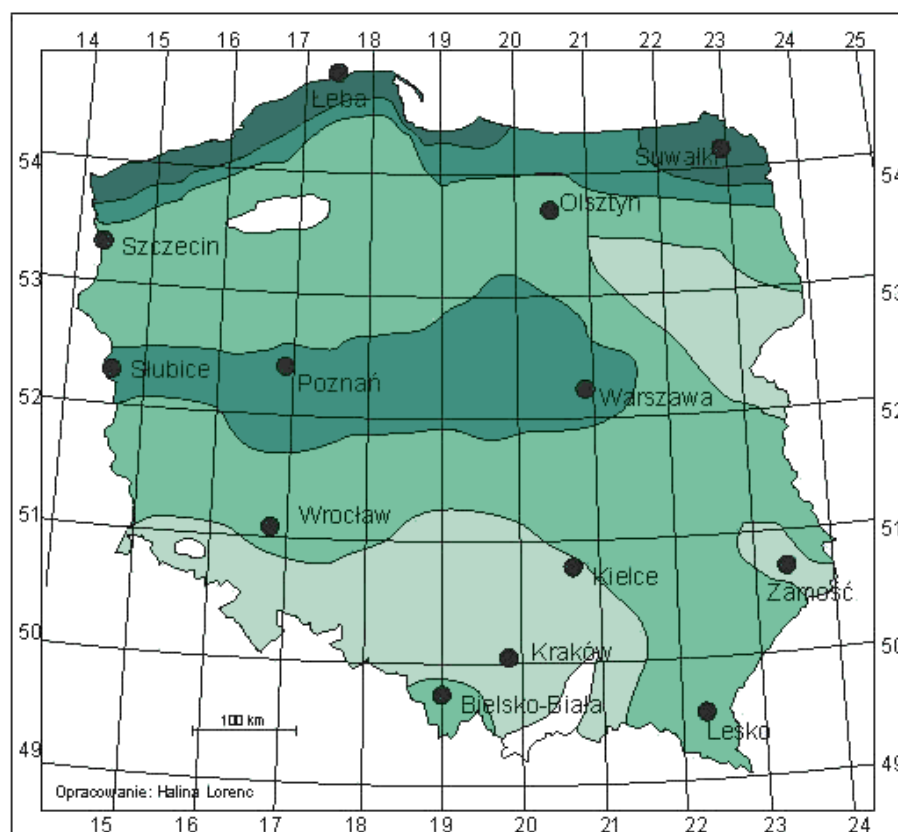 14 15 16 17 18 19 20 21 22 23 24 25
Łeba
54
Suwałki
54
Olsztyn
Szczecin
53
53
Słubice
Poznań
Warszawa
52
52
51
Wrocław
51
Kielce
Zamość
50
Kraków
50
Bielsko-Biała
100 km
Lesko
49
49
Opracowanie: Halina Lorenc
15 16 17 18 19 20 21 22 23 24